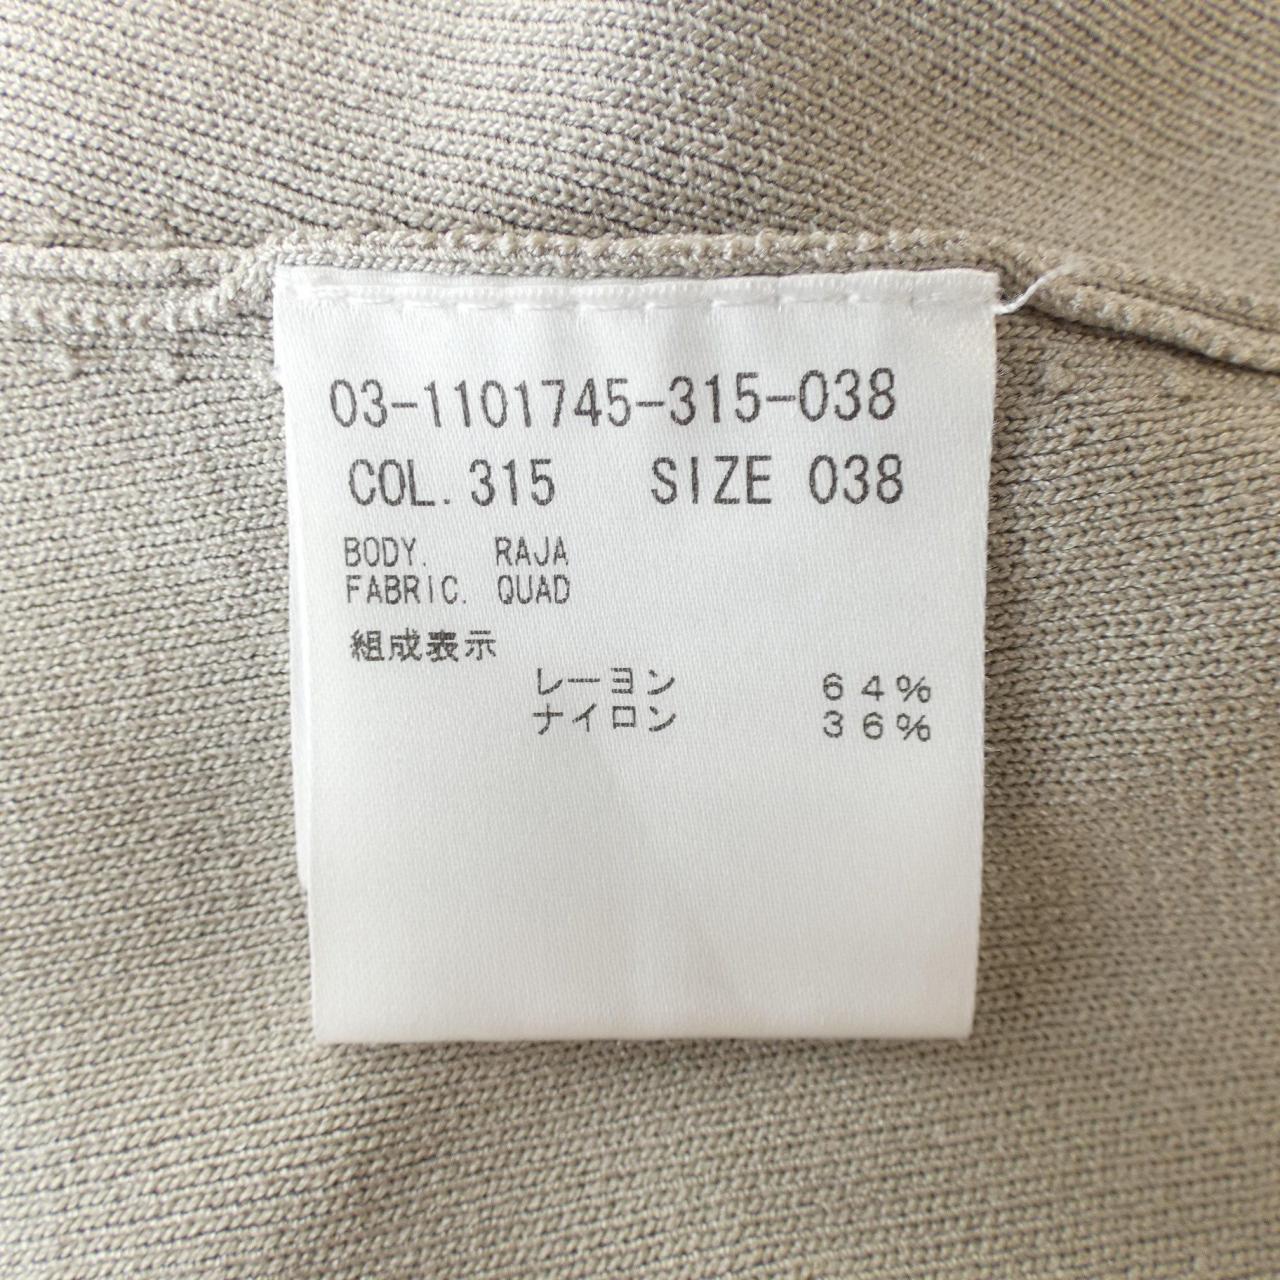 03-1101745-315-038
COL. 315 SIZE 038
BODY. RAJA
FABRIC. QUAD
組成表示
レーヨン 64%
ナイロン 36%